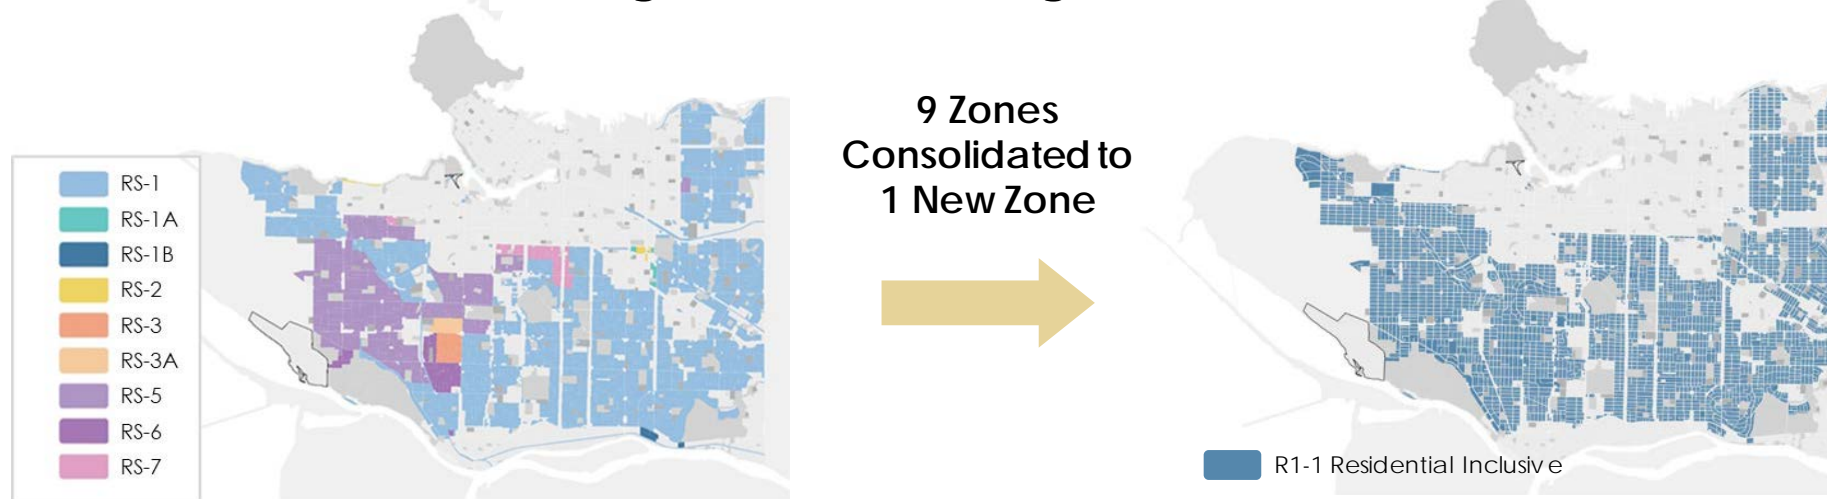 9 Zones
Consolidated to
1 New Zone
RS-1
RS-1A
RS-1B
RS-2
RS-3
RS-3A
RS-5
RS-6
RS-7
R1-1 Residential Inclusive